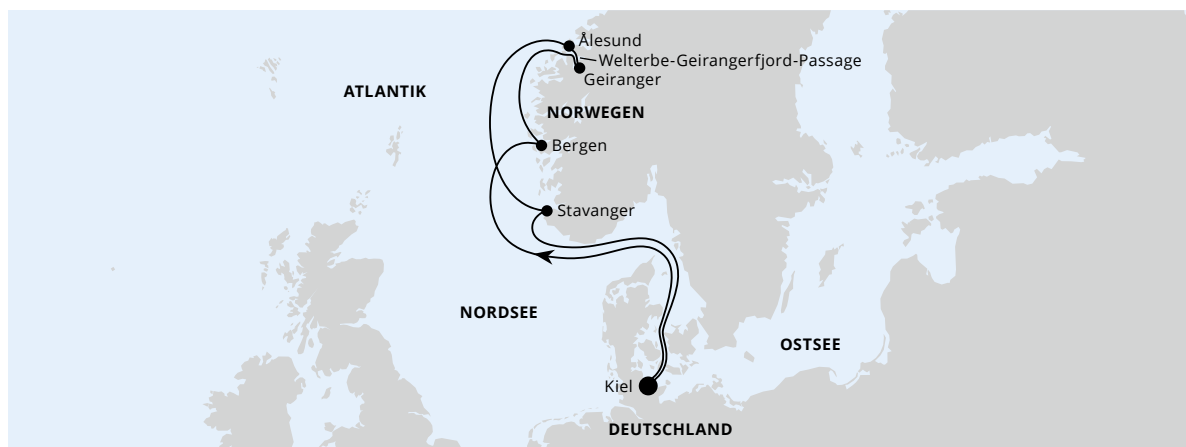 Ålesund
Welterbe-Geirangerfjord-Passage
Geiranger
ATLANTIK
NORWEGEN
Bergen
Stavanger
NORDSEE
OSTSEE
Kiel
DEUTSCHLAND